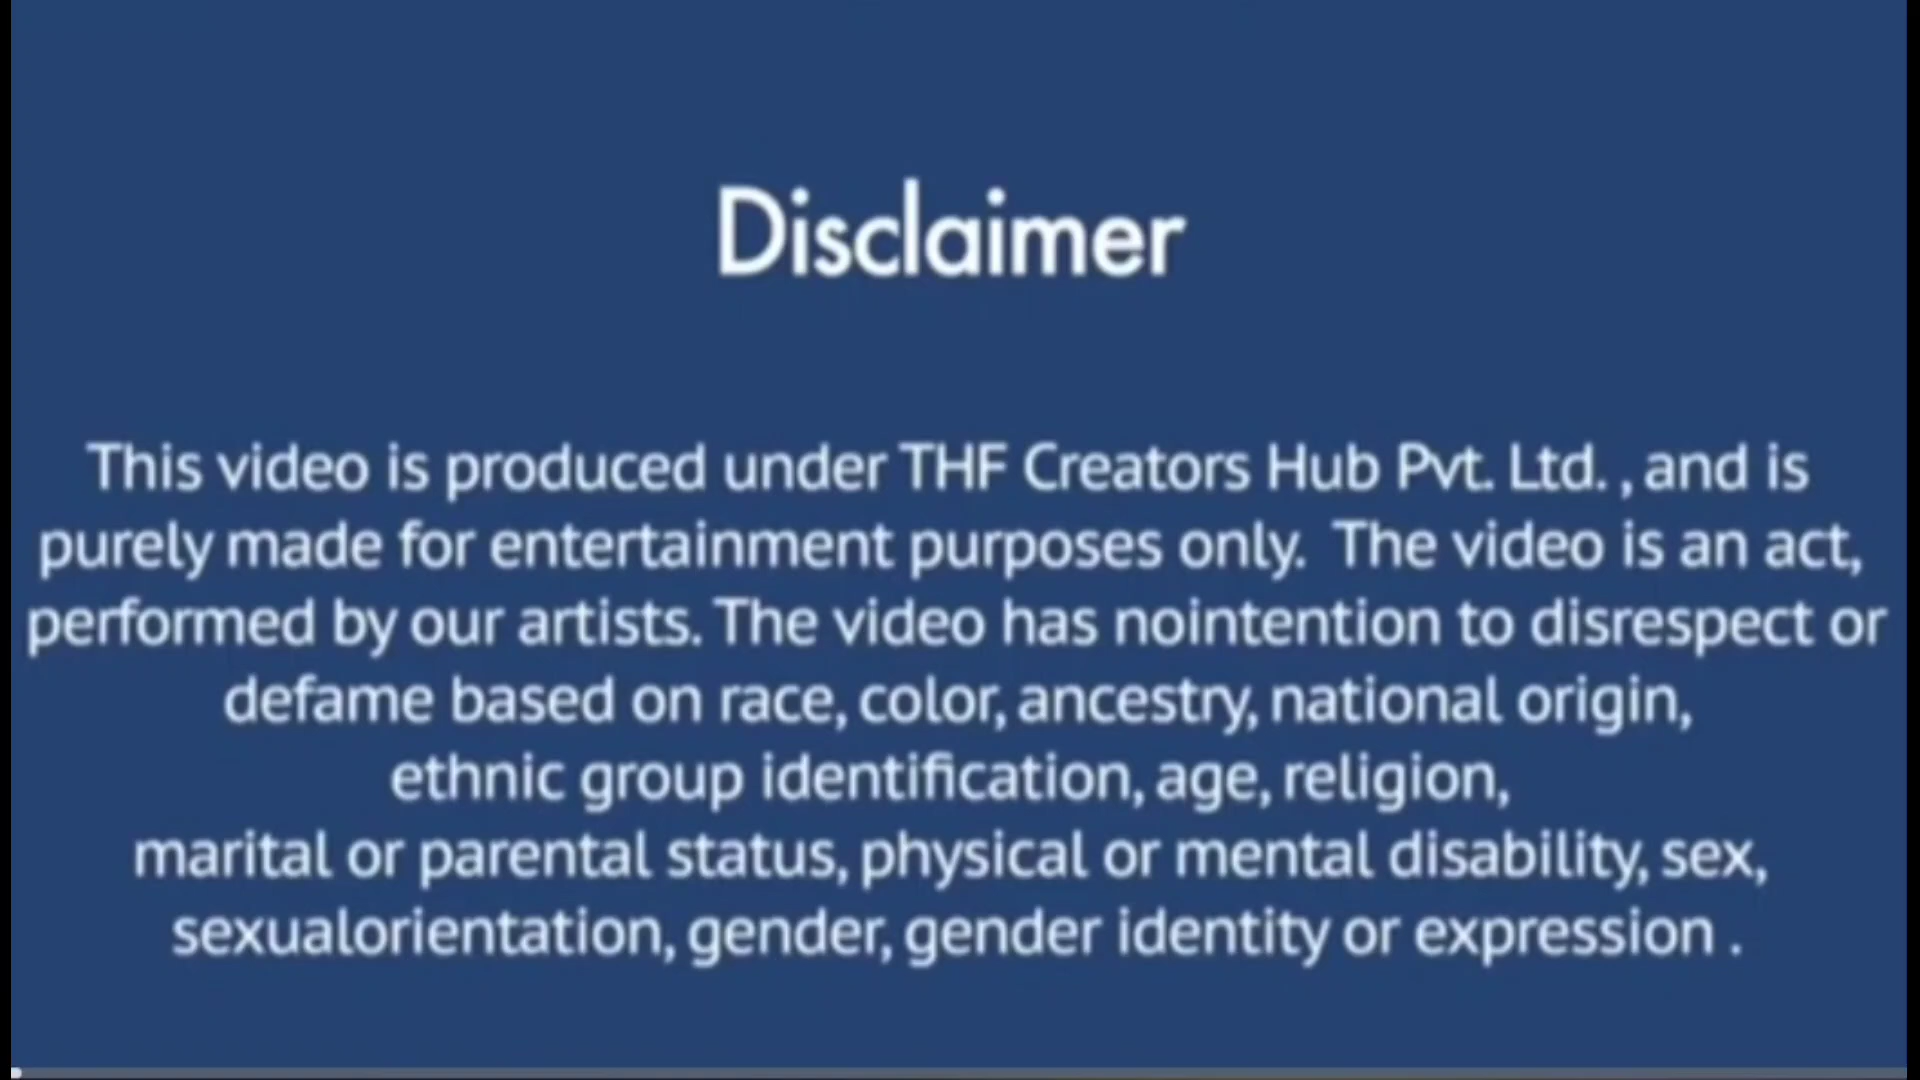 Disclaimer
This video is produced under THF Creators Hub Pvt. Ltd. , and is
purely made for entertainment purposes only. The video is an act,
performed by our artists. The video has nointention to disrespect or
defame based on race, color, ancestry, national origin,
ethnic group identification, age, religion,
marital or parental status, physical or mental disability, sex,
sexualorientation, gender, gender identity or expression .